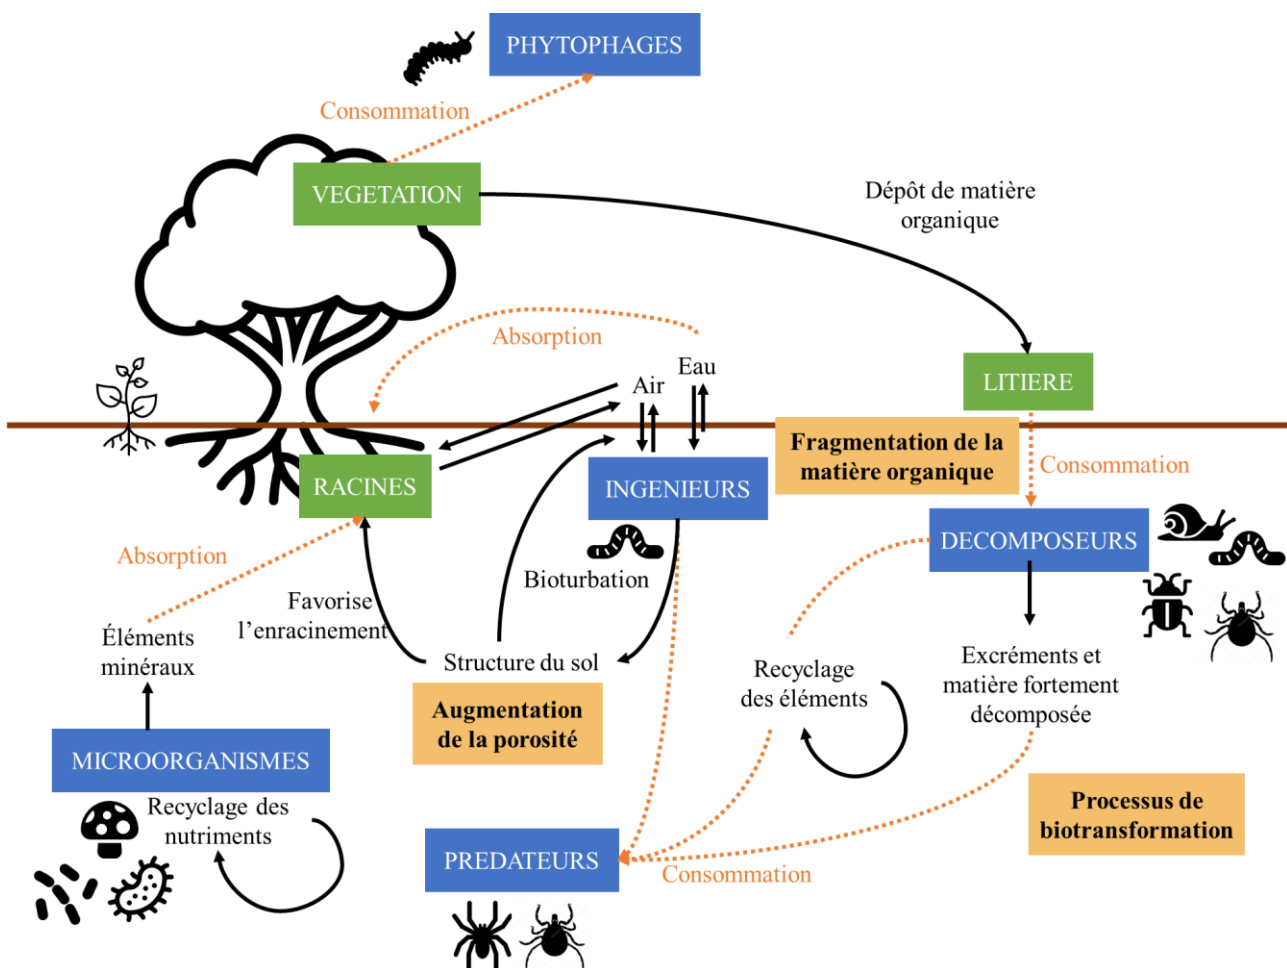 PHYTOPHAGES
Consommation
VEGETATION
Dépôt de matière
organique
Absorption
Eau
Air
LITIERE
Fragmentation de la
matière organique
Consommation
RACINES
INGENIEURS
DECOMPOSEURS
Absorption
Bioturbation
Favorise
l’enracinement
Éléments
minéraux
Structure du sol
Recyclage
des éléments
Excréments et
matière fortement
décomposée
Augmentation
de la porosité
MICROORGANISMES
Recyclage des
nutriments
Processus de
biotransformation
PREDATEURS
Consommation